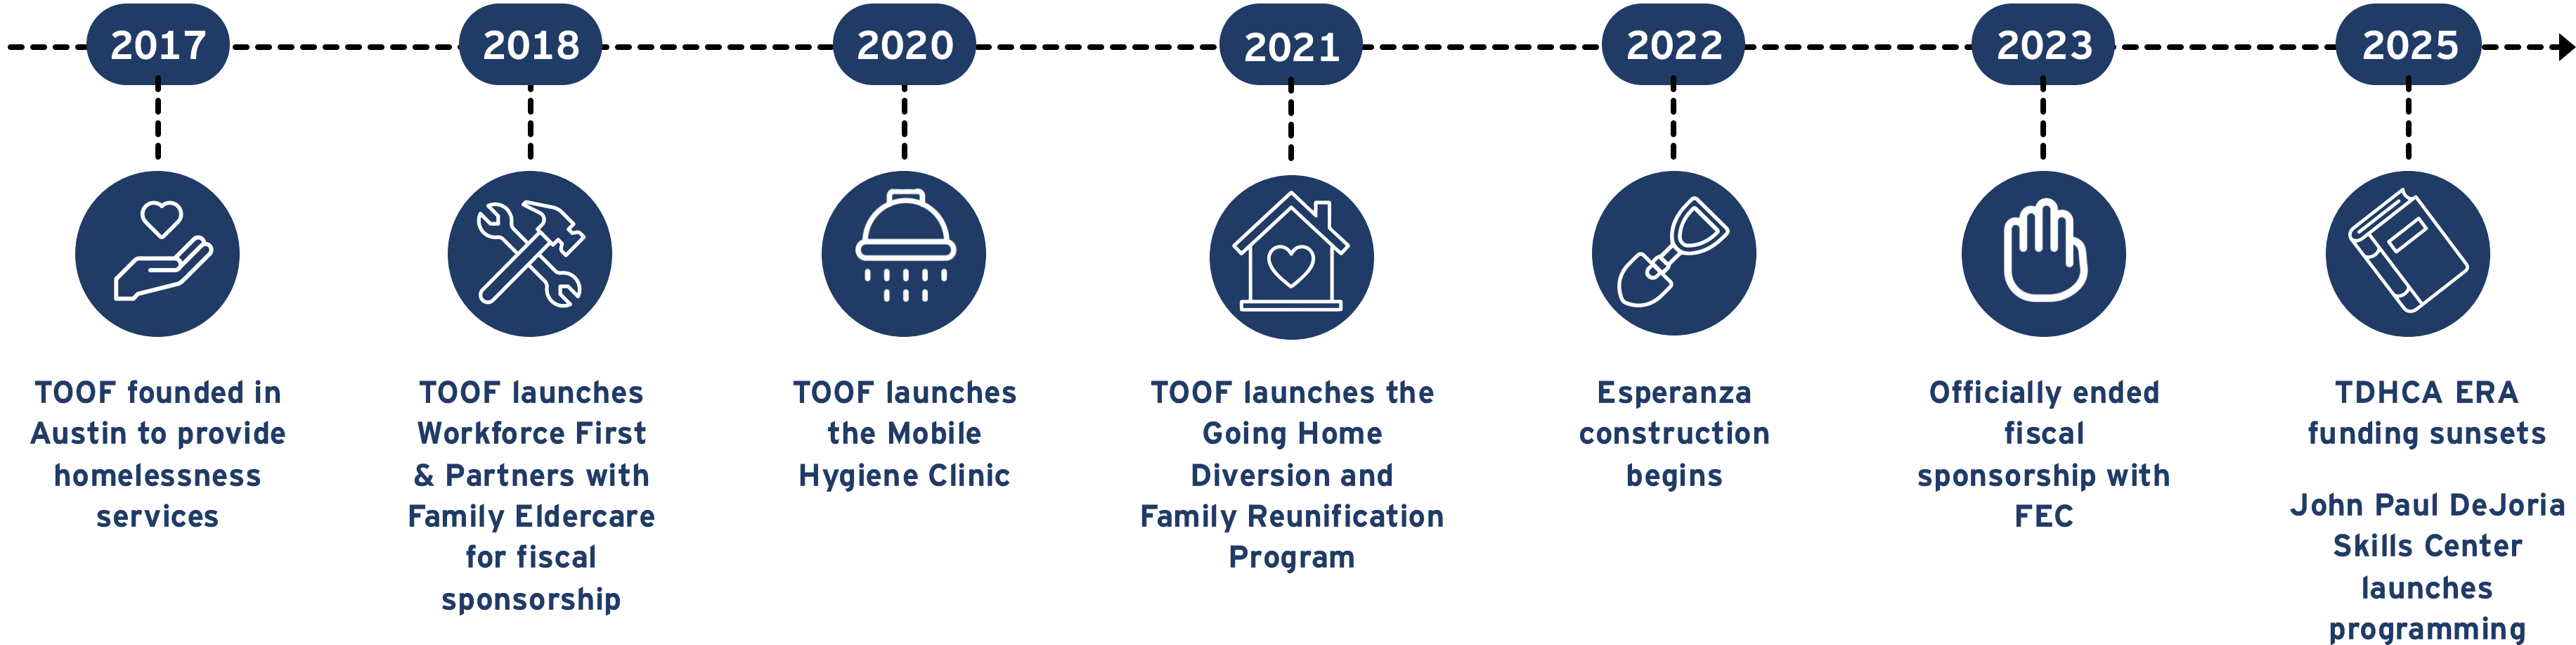 2017
2018
2020
2021
2022
2023
2025
TOOF founded in
Austin to provide
homelessness
services
TOOF launches
Workforce First
& Partners with
Family Eldercare
for fiscal
sponsorship
TOOF launches
the Mobile
Hygiene Clinic
TOOF launches the
Going Home
Diversion and
Family Reunification
Program
Esperanza
construction
begins
Officially ended
fiscal
sponsorship with
FEC
TDHCA ERA
funding sunsets
John Paul DeJoria
Skills Center
launches
programming